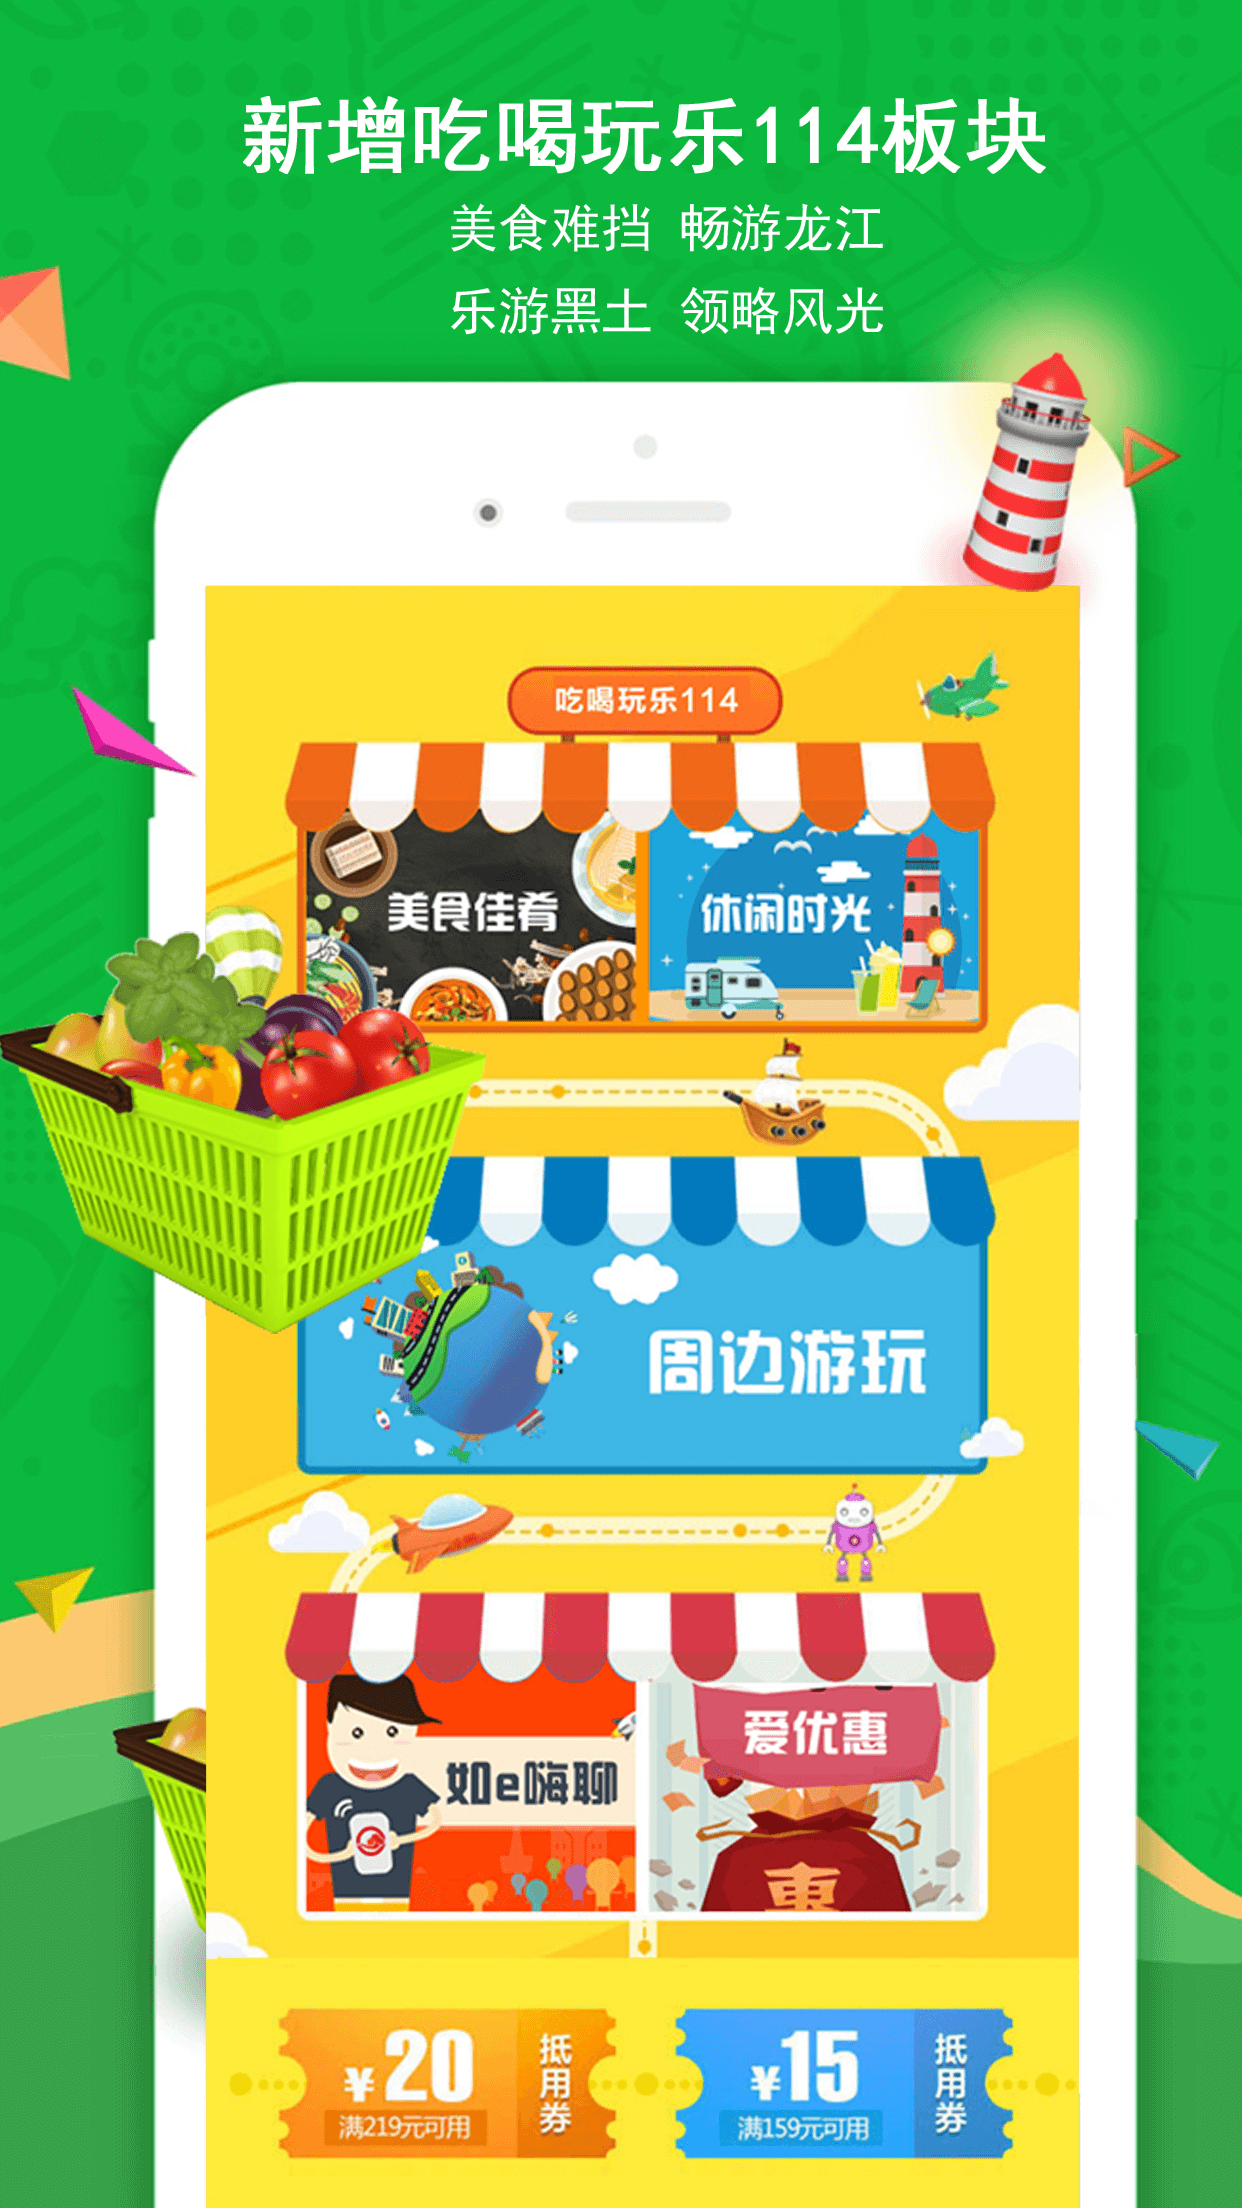 新增吃喝玩乐114板块
美食难挡 畅游龙江
乐游黑土 领略风光
吃喝玩乐114
美食佳肴
休闲时光
周边游玩
如e嗨聊
爱优惠
惠
¥20
满219元可用
抵用券
¥15
满159元可用
抵用券